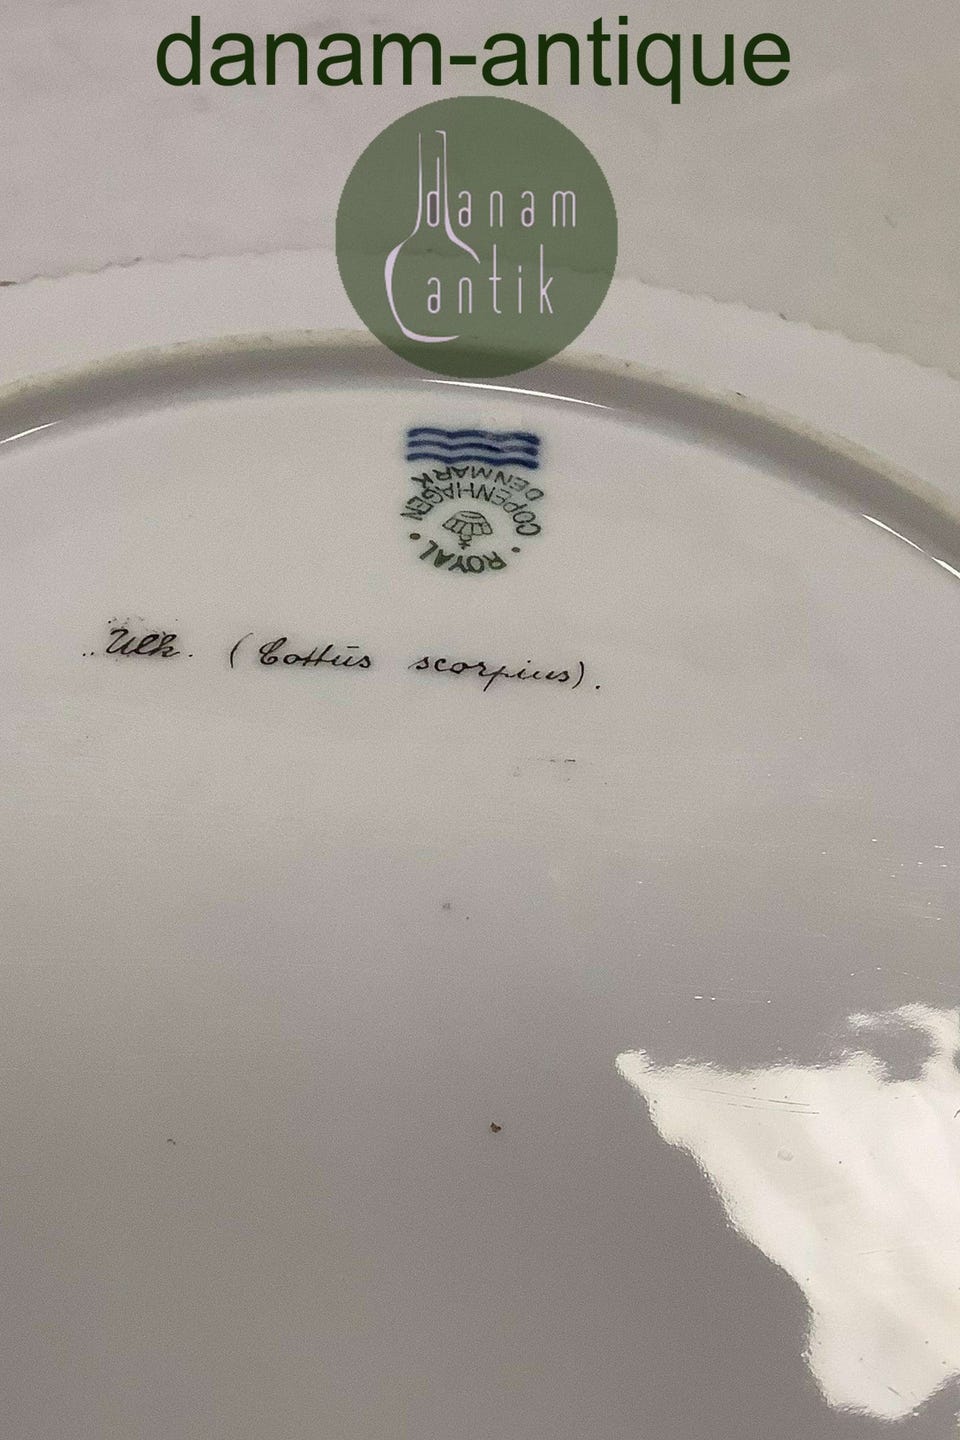 danam-antique
danam
antik
DENMARK
COPENHAGEN
• ROYAL •
Ulk. (Cottus scorpius).